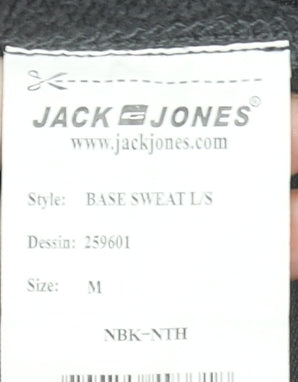 JACK JONES®
www.jackjones.com
Style: BASE SWEAT L/S
Dessin: 259601
Size: M
NBK-NTH